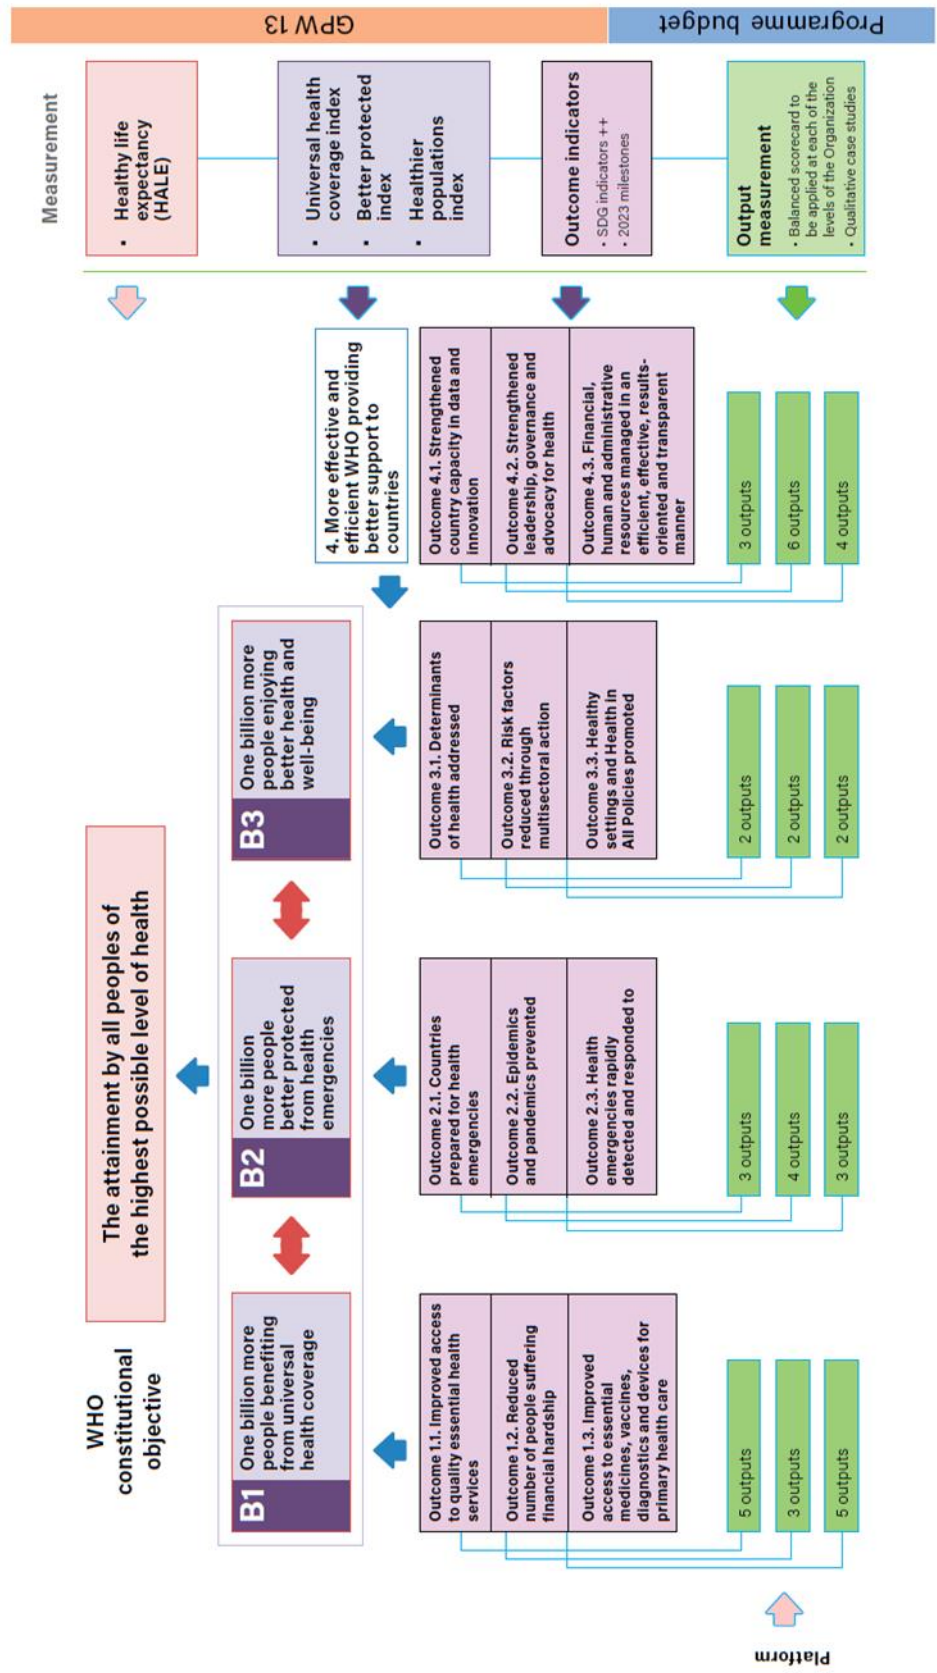 WHO
constitutional
objective
The attainment by all peoples of
the highest possible level of health
Measurement
• Healthy life
expectancy
(HALE)
GPW 13
B1
One billion more
people benefiting
from universal
health coverage
B2
One billion
more people
better protected
from health
emergencies
B3
One billion more
people enjoying
better health and
well-being
4. More effective and
efficient WHO providing
better support to
countries
• Universal health
coverage index
• Better protected
index
• Healthier
populations
index
Outcome 1.1. Improved access
to quality essential health
services
Outcome 1.2. Reduced
number of people suffering
financial hardship
Outcome 1.3. Improved
access to essential
medicines, vaccines,
diagnostics and devices for
primary health care
Outcome 2.1. Countries
prepared for health
emergencies
Outcome 2.2. Epidemics
and pandemics prevented
Outcome 2.3. Health
emergencies rapidly
detected and responded to
Outcome 3.1. Determinants
of health addressed
Outcome 3.2. Risk factors
reduced through
multisectoral action
Outcome 3.3. Healthy
settings and Health in
All Policies promoted
Outcome 4.1. Strengthened
country capacity in data and
innovation
Outcome 4.2. Strengthened
leadership, governance and
advocacy for health
Outcome 4.3. Financial,
human and administrative
resources managed in an
efficient, effective, results-
oriented and transparent
manner
Outcome indicators
• SDG indicators ++
• 2023 milestones
Platform
5 outputs
3 outputs
5 outputs
3 outputs
4 outputs
3 outputs
2 outputs
2 outputs
2 outputs
3 outputs
6 outputs
4 outputs
Output
measurement
• Balanced scorecard to
be applied at each of the
levels of the Organization
• Qualitative case studies
Programme budget